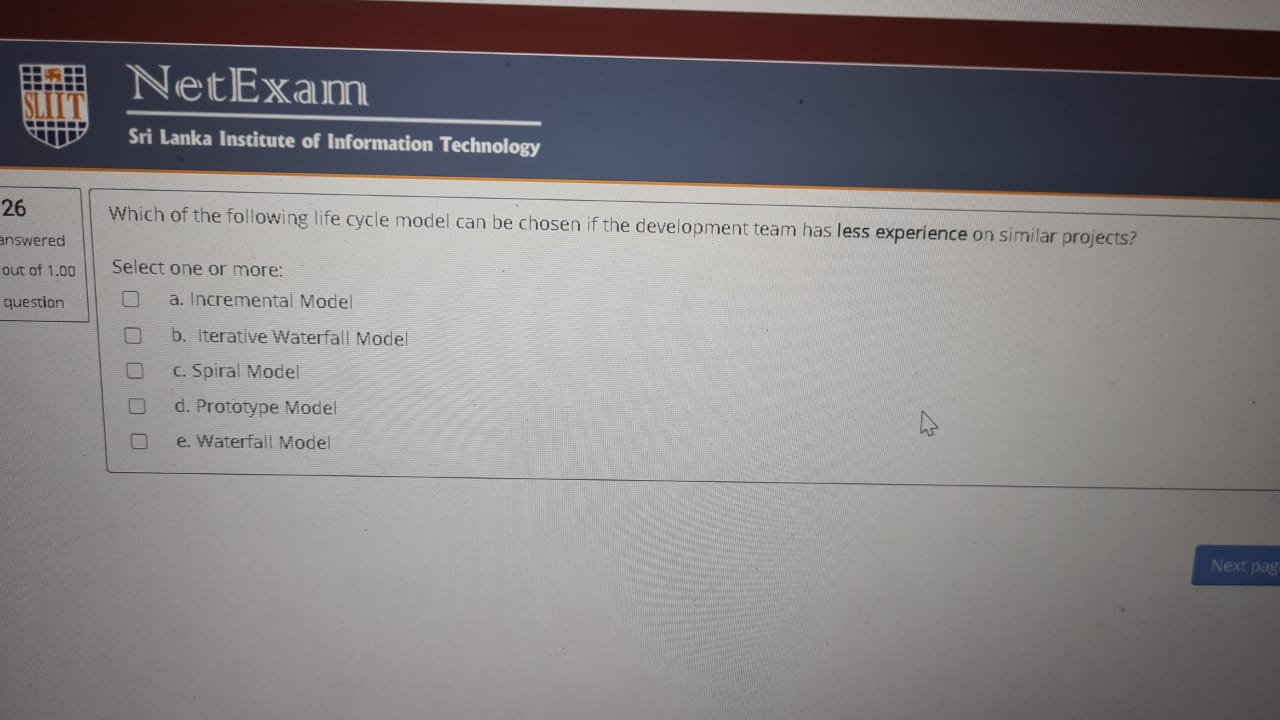 SLIIT
NetExam
Sri Lanka Institute of Information Technology
26
answered
out of 1.00
question
Which of the following life cycle model can be chosen if the development team has less experience on similar projects?
Select one or more:
a. Incremental Model
b. Iterative Waterfall Model
c. Spiral Model
d. Prototype Model
e. Waterfall Model
Next pag